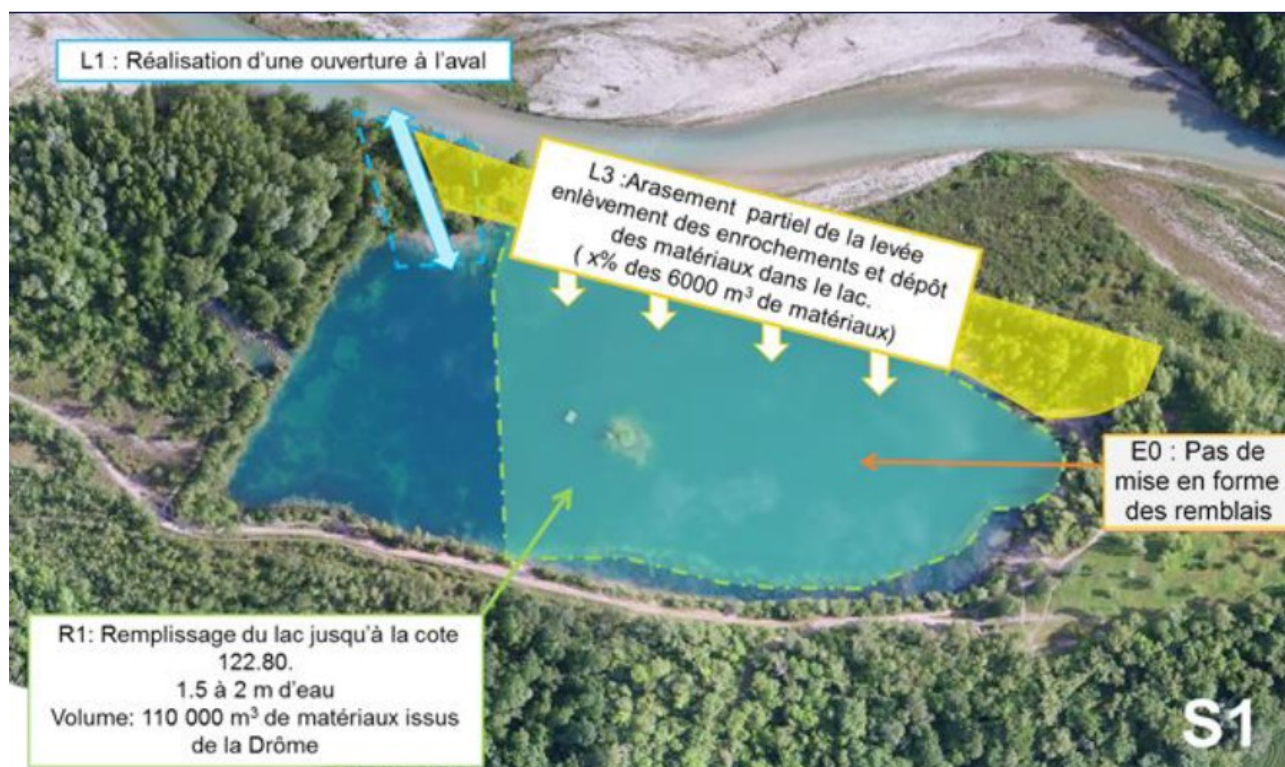 L1 : Réalisation d'une ouverture à l'aval
L3 :Arasement partiel de la levée
enlèvement des enrochements et dépôt
des matériaux dans le lac.
( x% des 6000 m³ de matériaux)
E0 : Pas de
mise en forme
des remblais
R1: Remplissage du lac jusqu'à la cote
122.80.
1.5 à 2 m d'eau
Volume: 110 000 m³ de matériaux issus
de la Drôme
S1